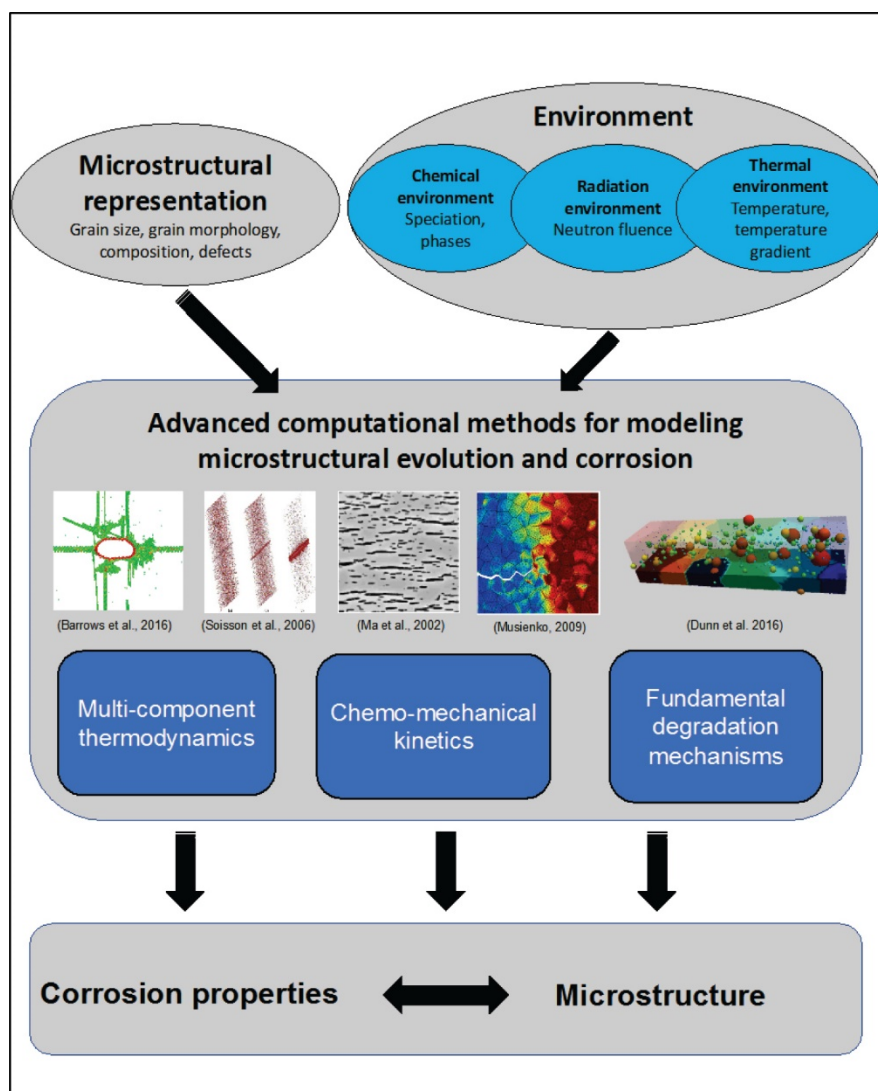 Microstructural
representation
Grain size, grain morphology,
composition, defects
Environment
Chemical
environment
Speciation,
phases
Radiation
environment
Neutron fluence
Thermal
environment
Temperature,
temperature
gradient
Advanced computational methods for modeling
microstructural evolution and corrosion
(Barrows et al., 2016)
(Soisson et al., 2006)
(Ma et al., 2002)
(Musienko, 2009)
(Dunn et al. 2016)
Multi-component
thermodynamics
Chemo-mechanical
kinetics
Fundamental
degradation
mechanisms
Corrosion properties
Microstructure